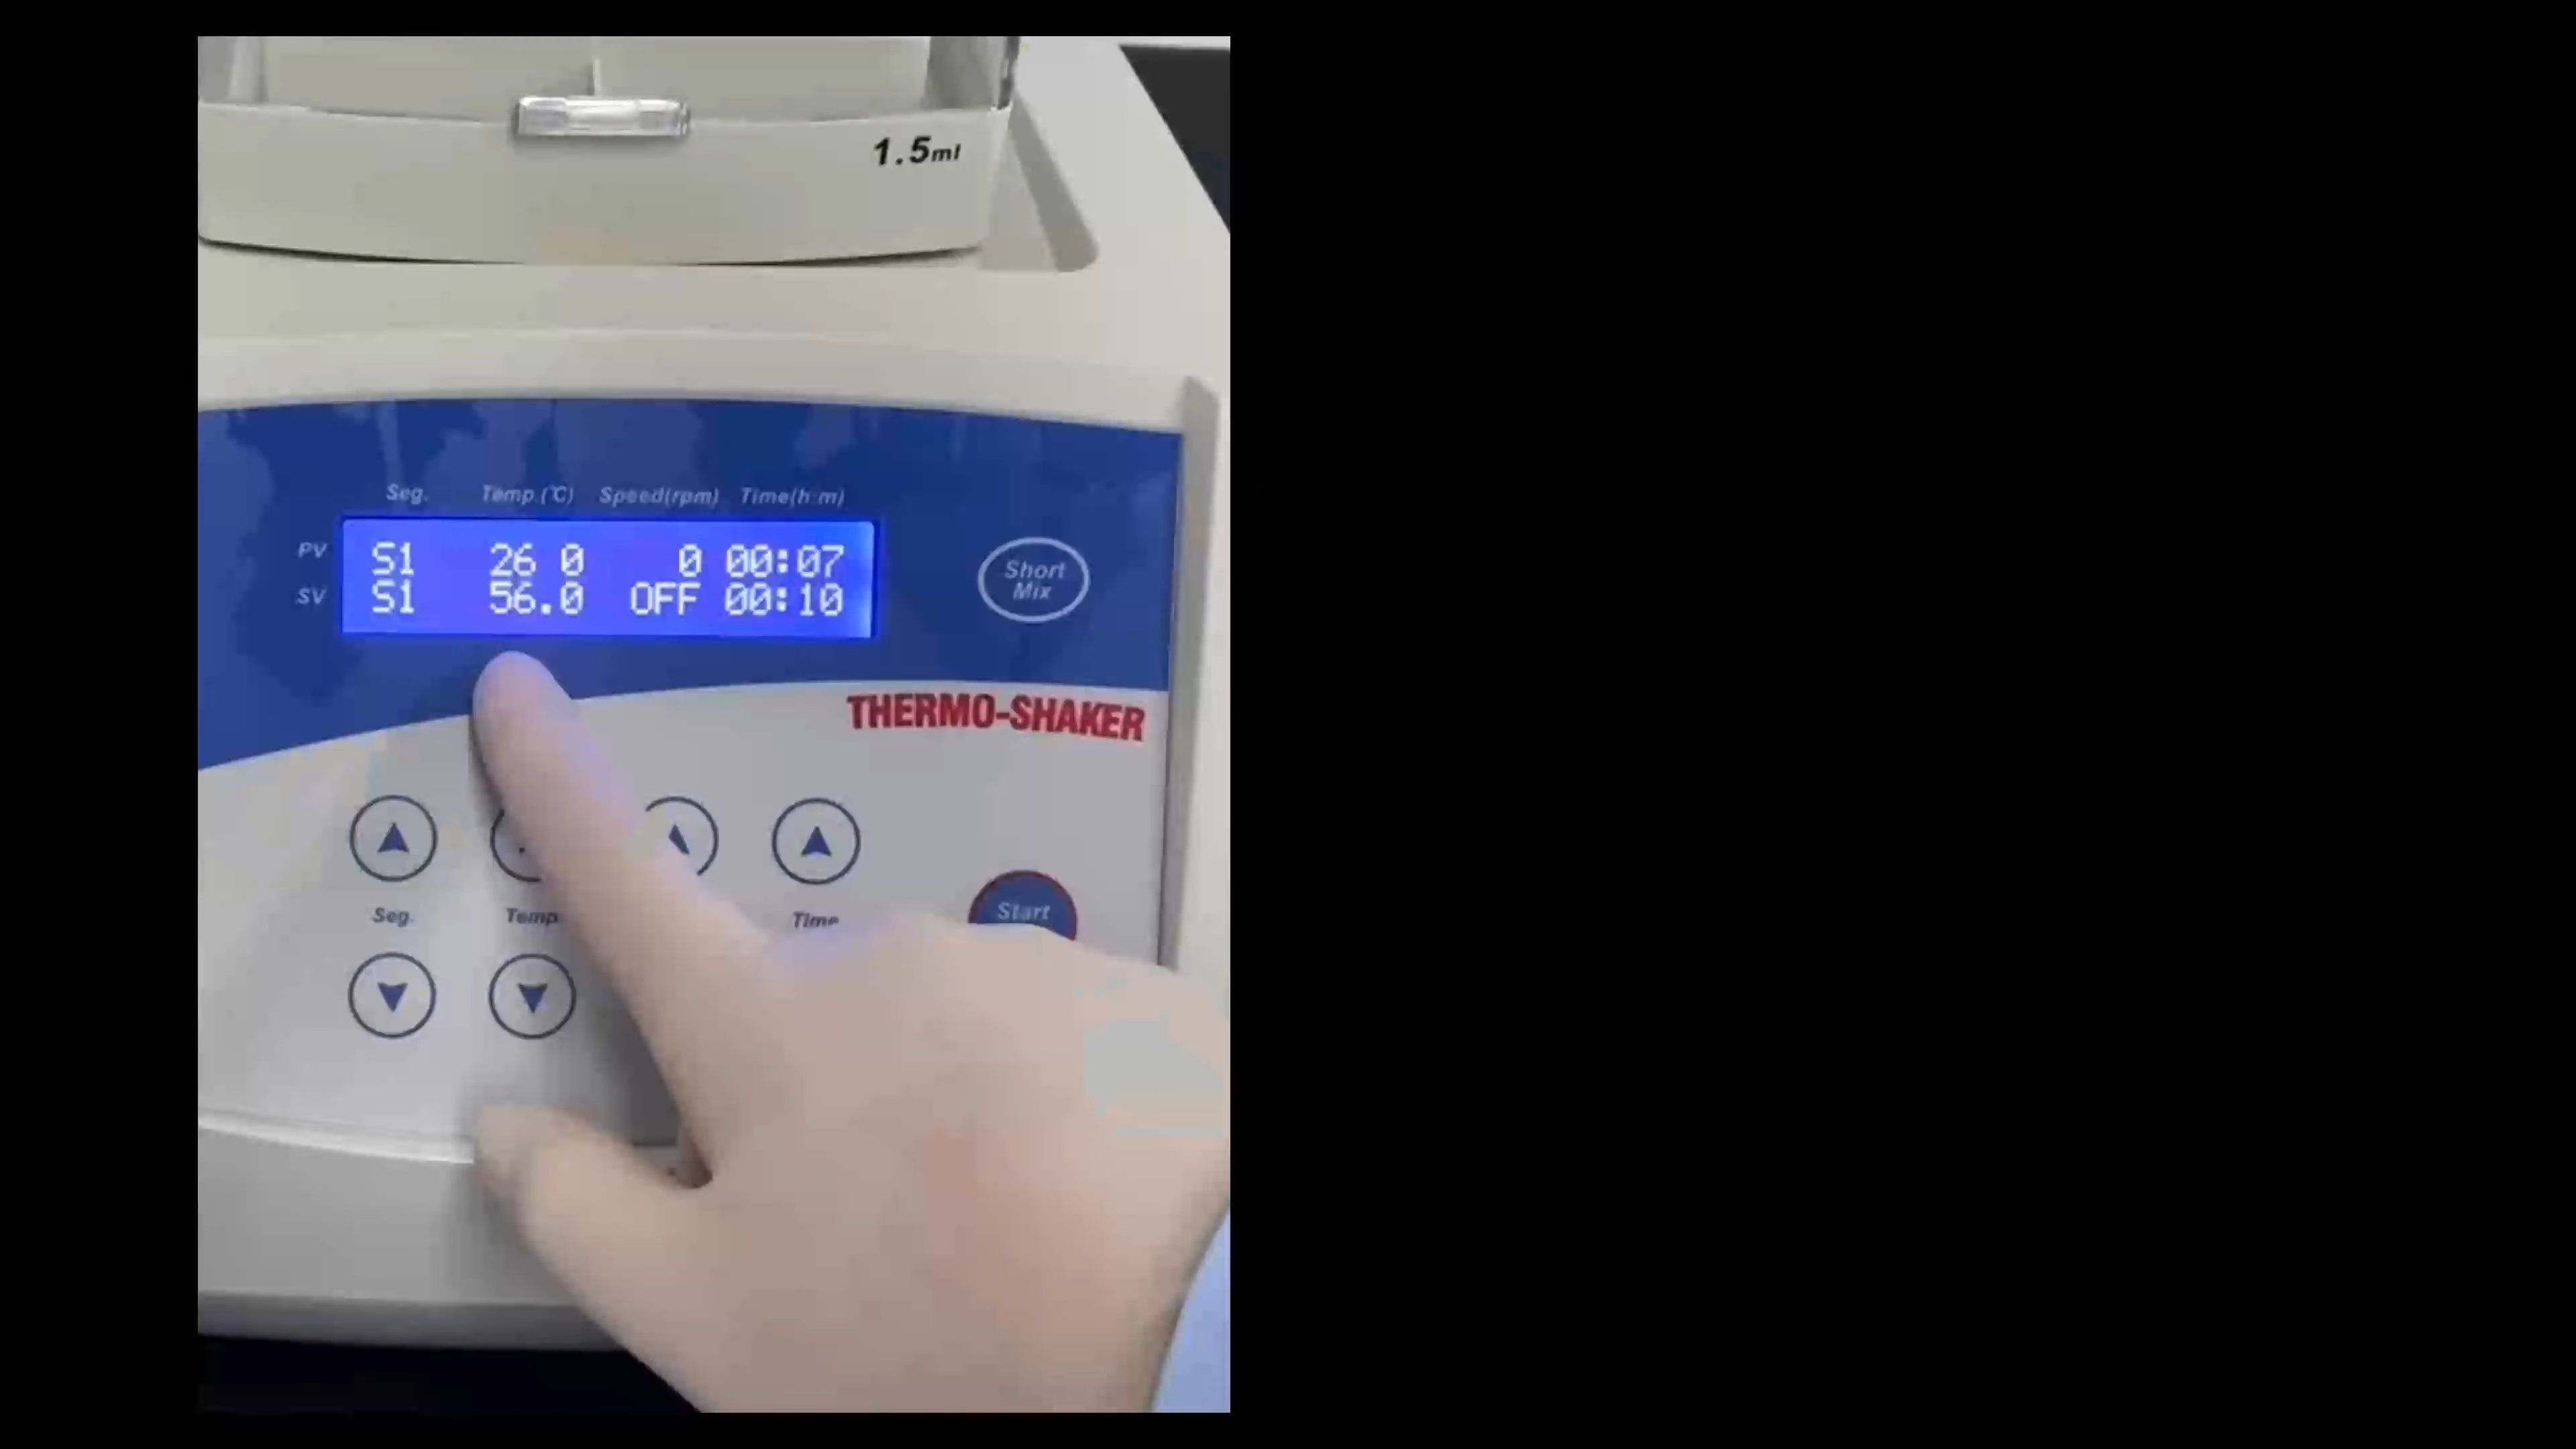 1.5ml
Seg. Temp.(℃) Speed(rpm) Time(h:m)
PV S1 26 0 0 00:07
SV S1 56.0 OFF 00:10
Short
Mix
THERMO-SHAKER
Seg. Temp. Time
Start